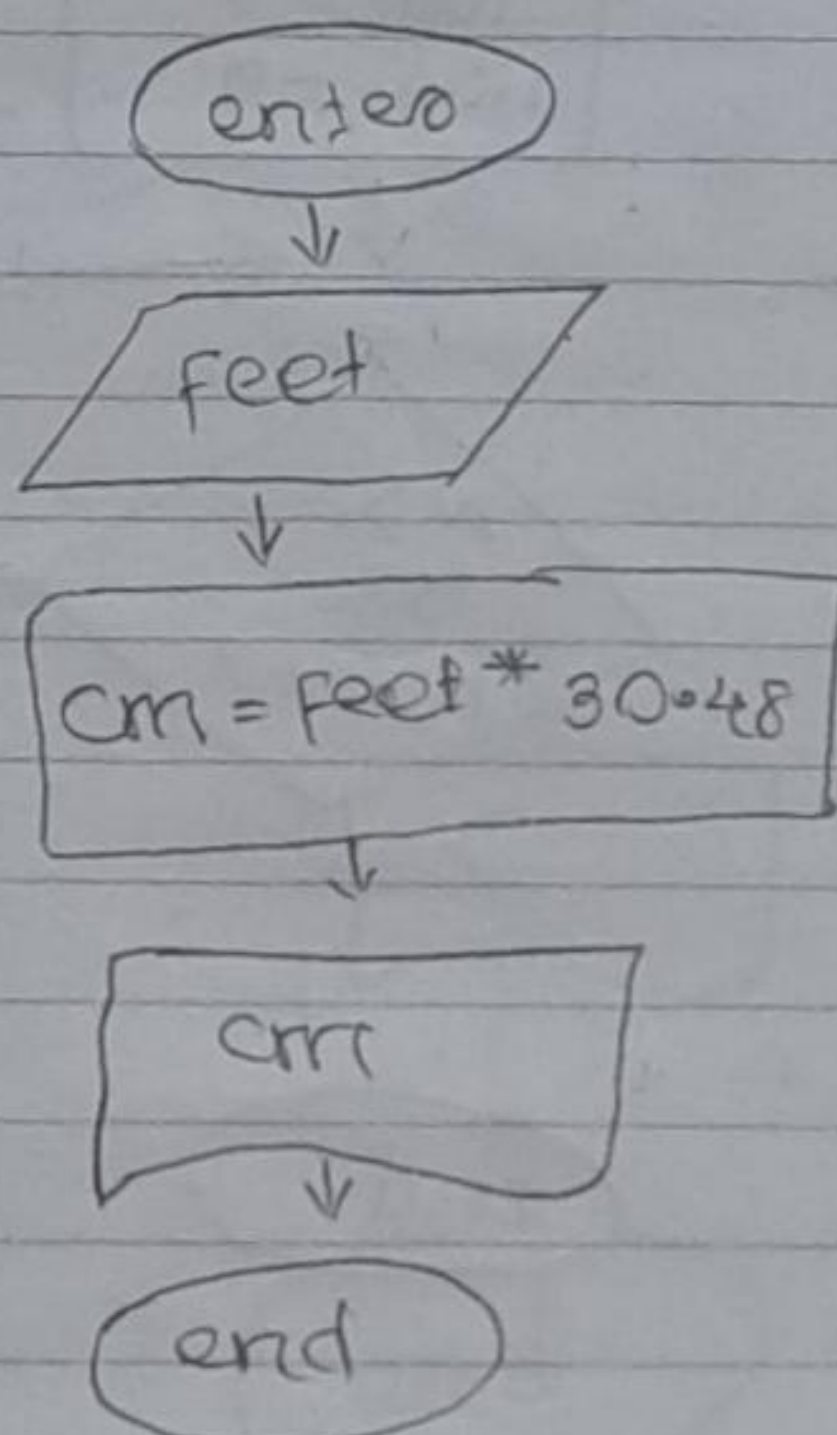 enter
feet
cm = feet * 30.48
cm
end